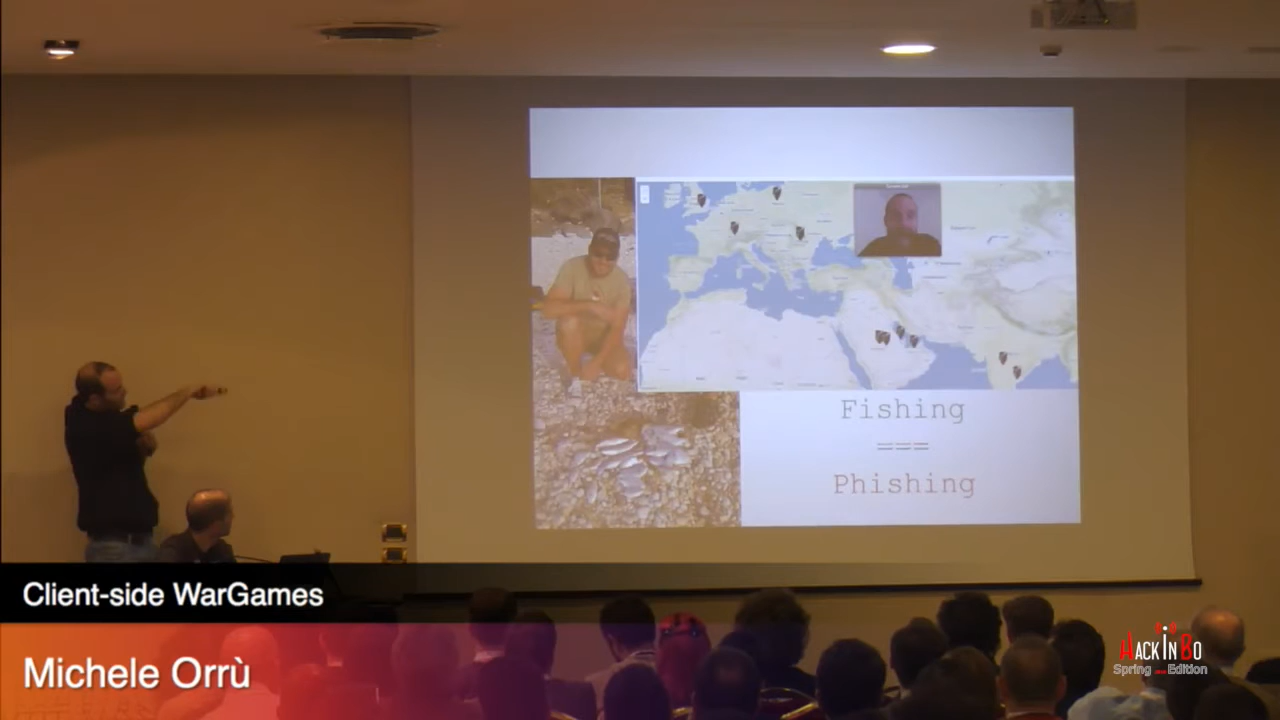 Fishing
===
Phishing
Client-side WarGames
Michele Orrù
HackInBo
Spring Edition